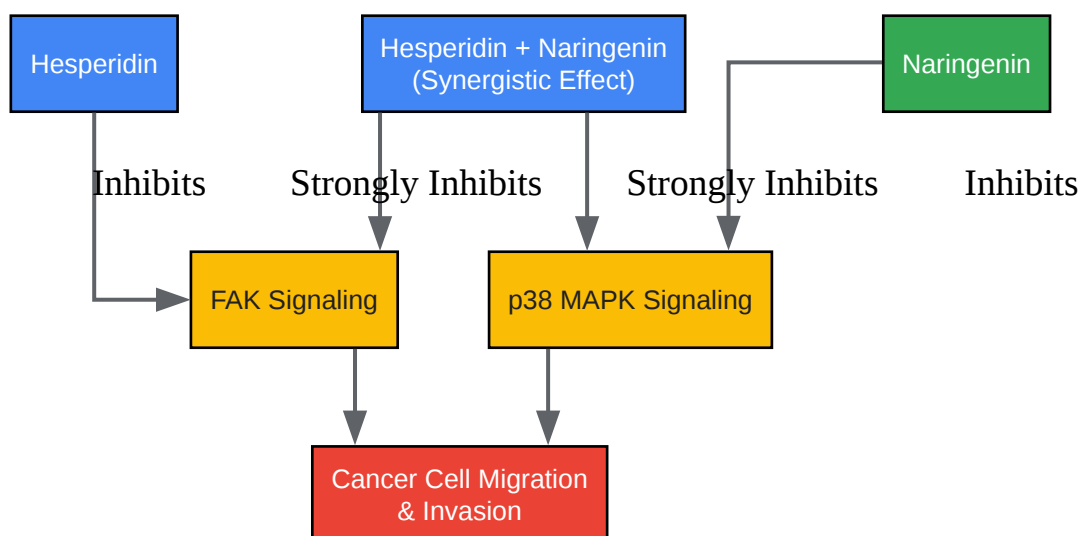 Hesperidin
Hesperidin + Naringenin
(Synergistic Effect)
Naringenin
Inhibits
Strongly Inhibits
Strongly Inhibits
Inhibits
FAK Signaling
p38 MAPK Signaling
Cancer Cell Migration
& Invasion